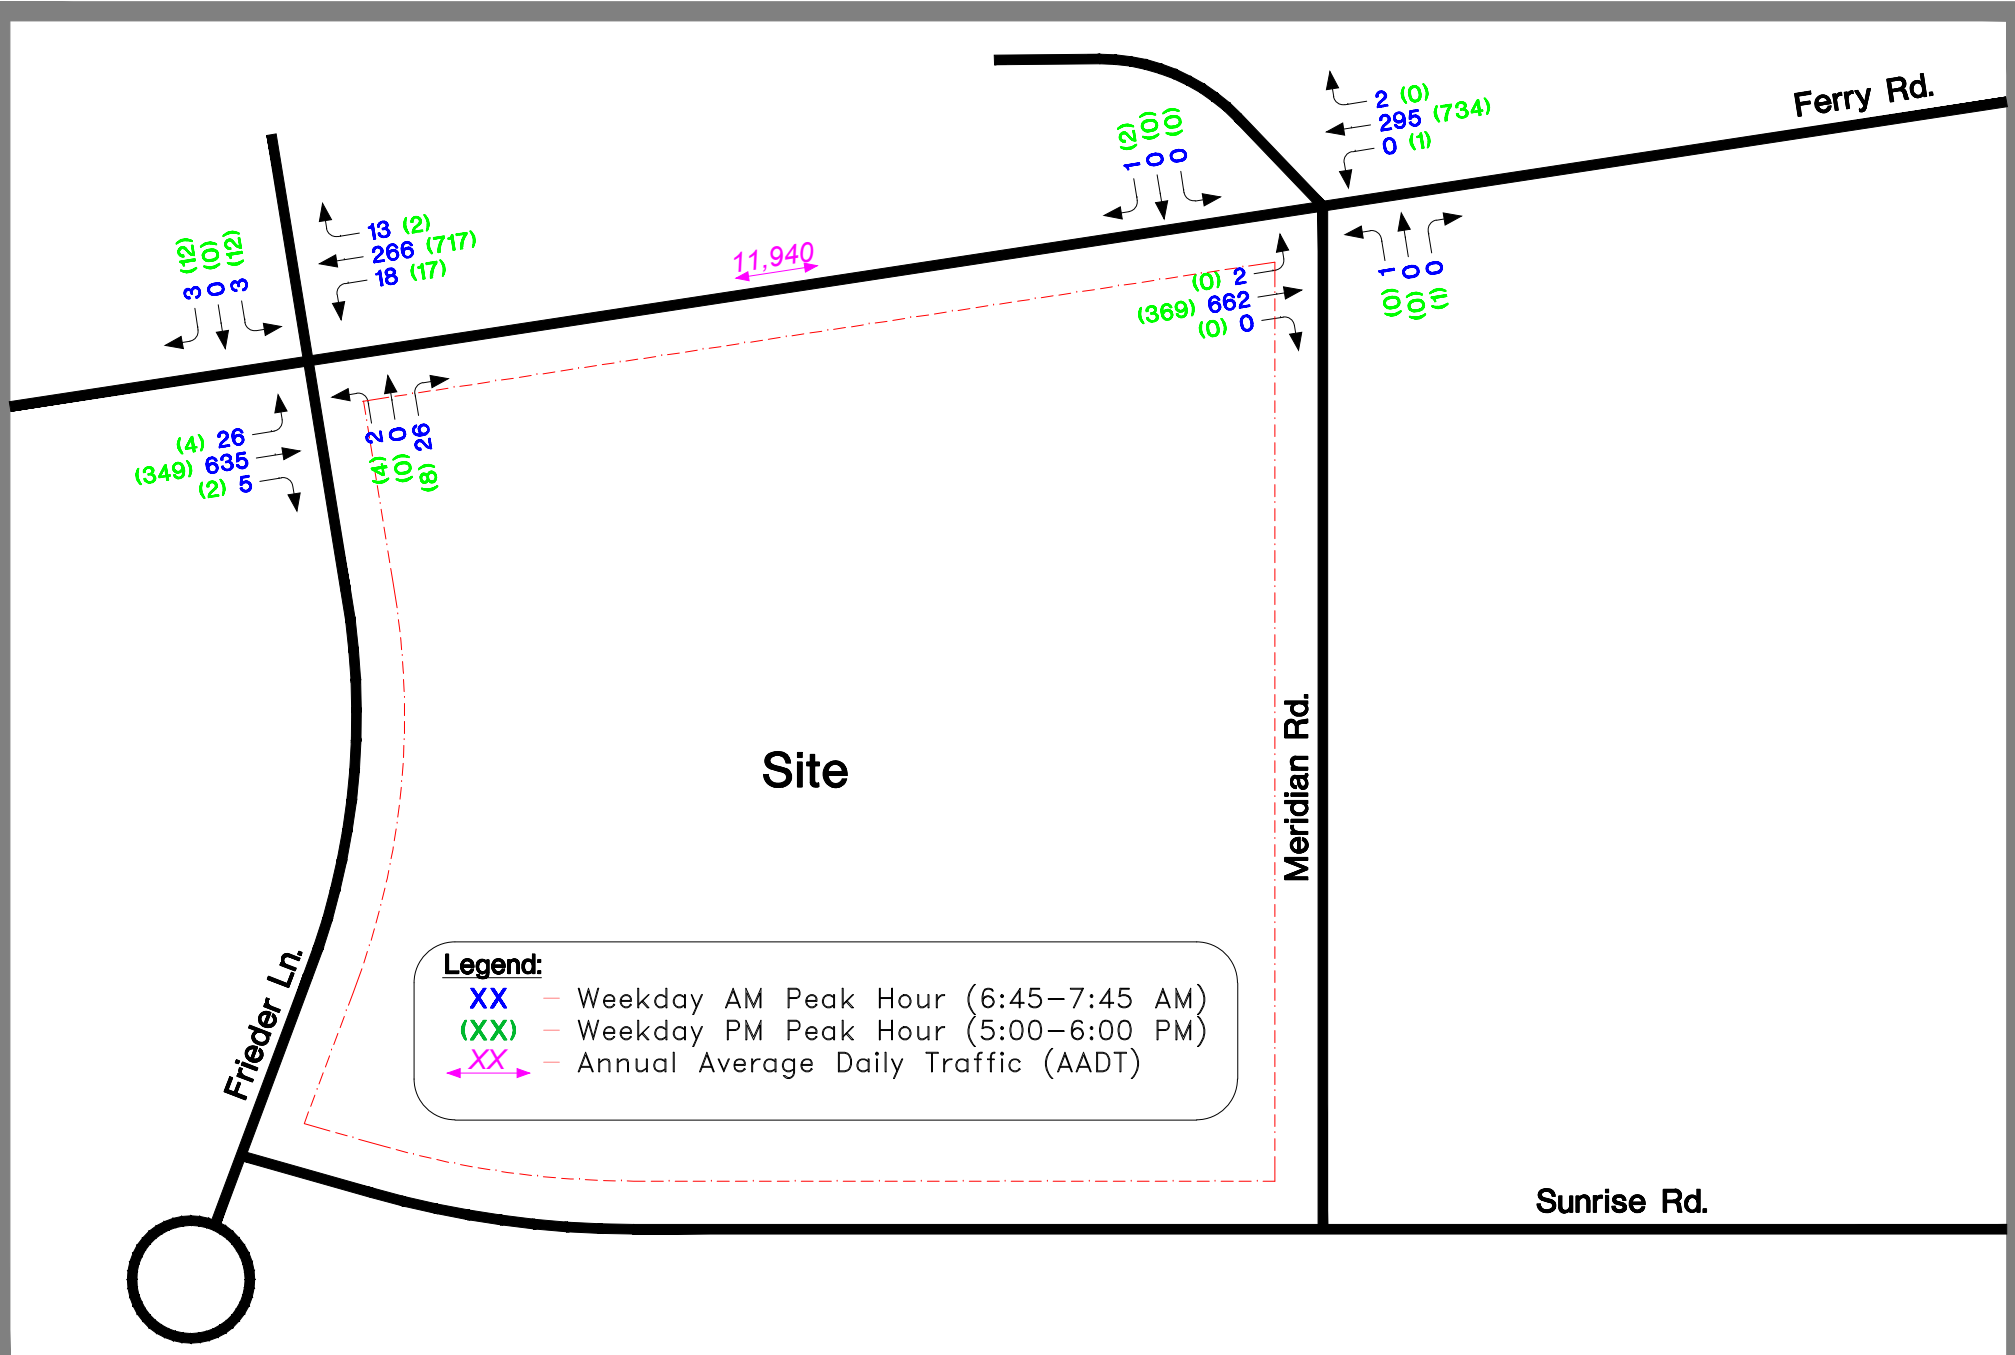 Ferry Rd.
2 (0)
295 (734)
0 (1)
(2) (0) (0)
1 0 0
13 (2)
266 (717)
18 (17)
(12) (0) (12)
3 0 3
11,940
(0) 2
(369) 662
(0) 0
1 0 0
(0) (0) (1)
(4) 26
(349) 635
(2) 5
2 0 26
(4) (0) (8)
Site
Meridian Rd.
Frieder Ln.
Legend:
XX – Weekday AM Peak Hour (6:45–7:45 AM)
(XX) – Weekday PM Peak Hour (5:00–6:00 PM)
XX – Annual Average Daily Traffic (AADT)
Sunrise Rd.